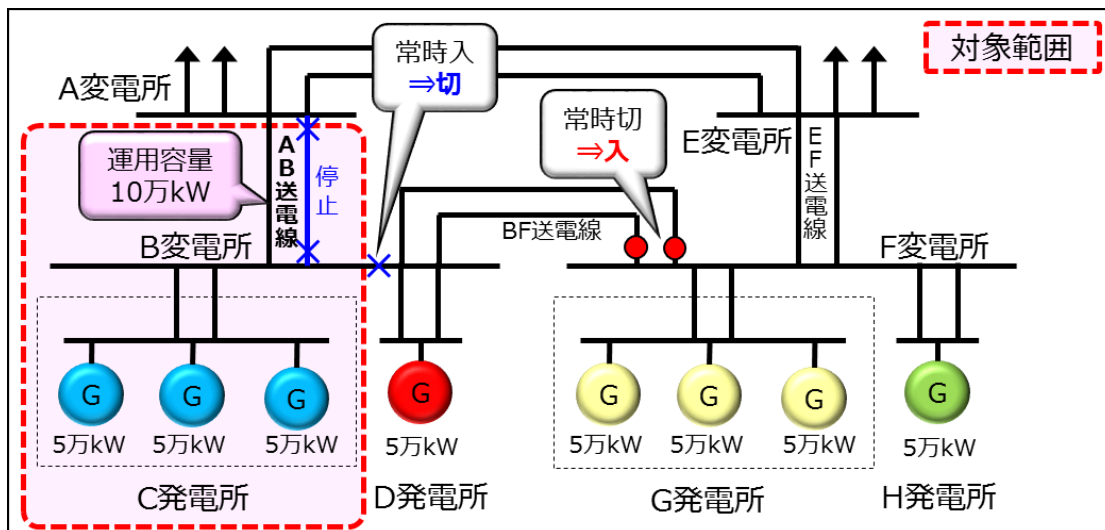 常時入
⇒切
対象範囲
A変電所
常時切
⇒入
E変電所
運用容量
10万kW
AB送電線
停止
EF送電線
BF送電線
B変電所
F変電所
G
G
G
G
G
G
G
G
5万kW
5万kW
5万kW
5万kW
5万kW
5万kW
5万kW
5万kW
C発電所
D発電所
G発電所
H発電所